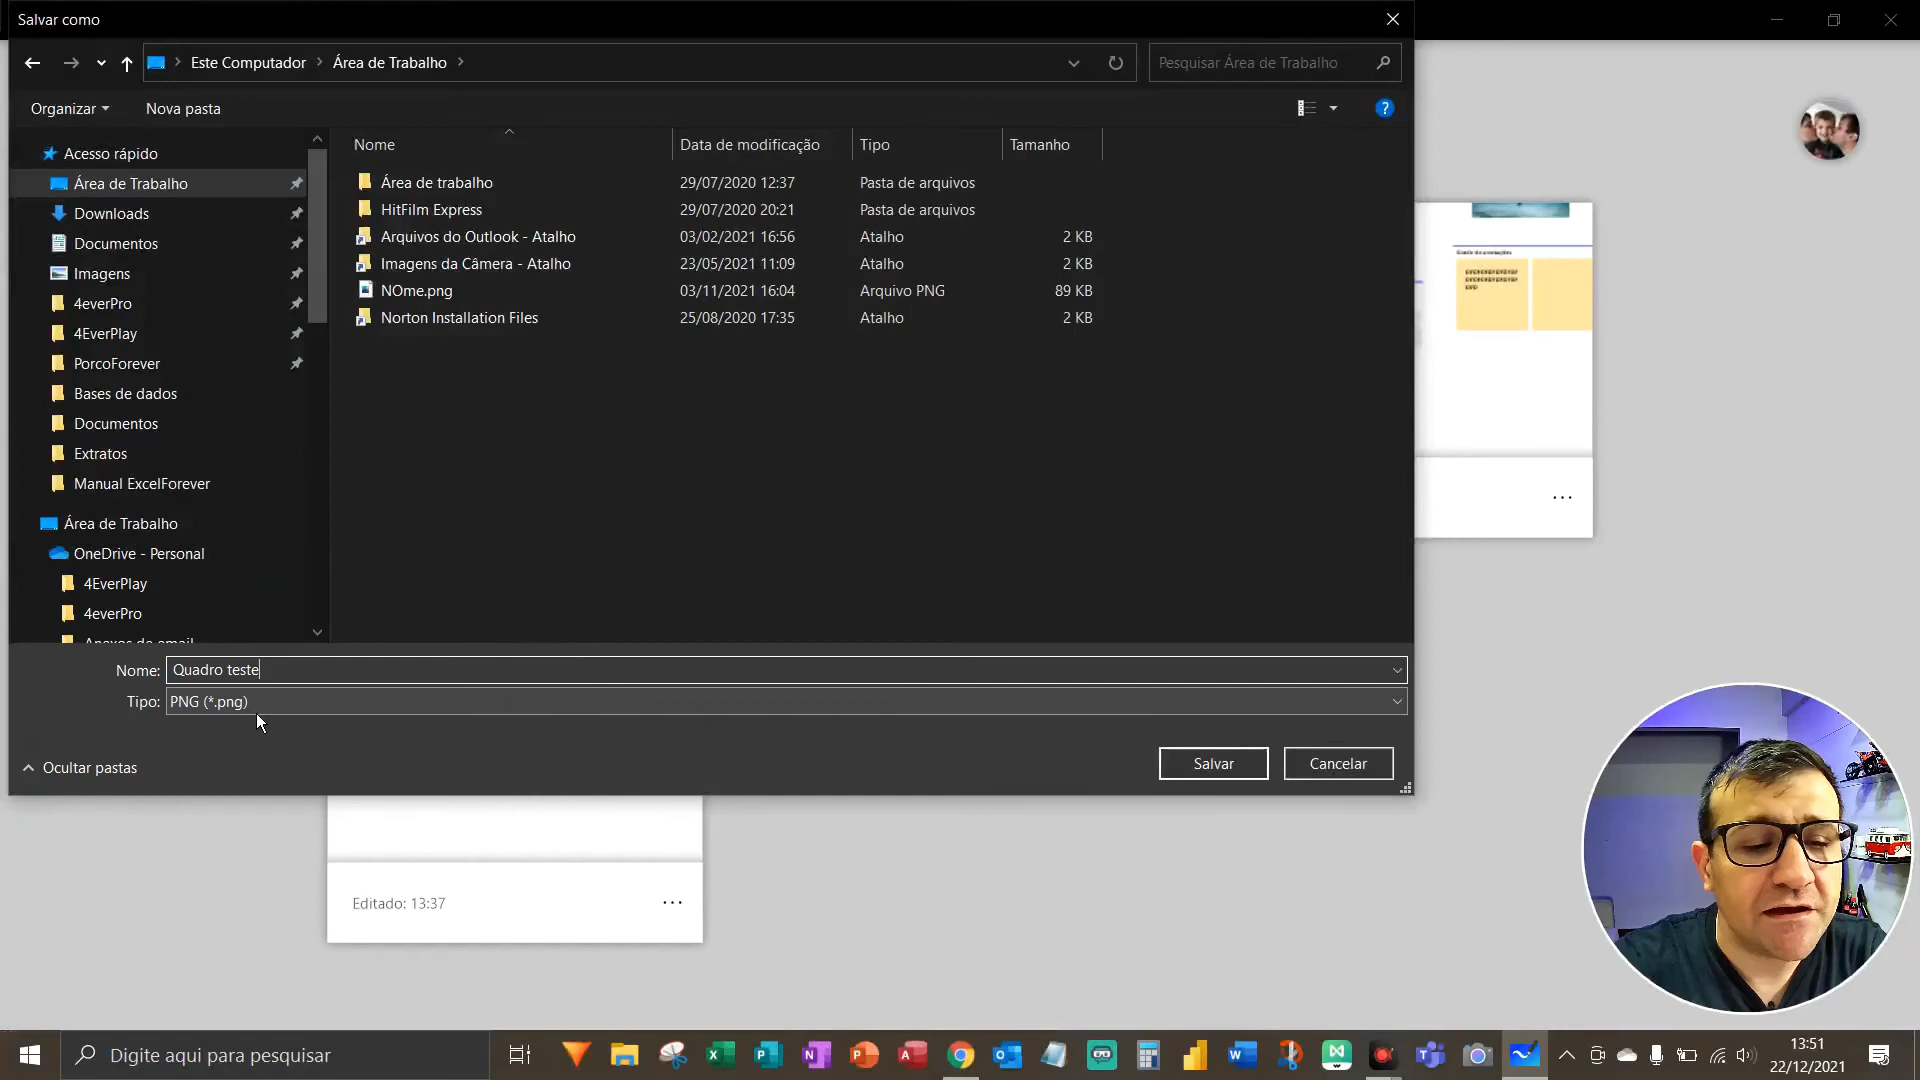 Salvar como
Este Computador
Área de Trabalho
Pesquisar Área de Trabalho
Organizar
Nova pasta
?
Nome
Data de modificação
Tipo
Tamanho
Acesso rápido
Área de Trabalho
Downloads
Documentos
Imagens
4everPro
4EverPlay
PorcoForever
Bases de dados
Documentos
Extratos
Manual ExcelForever
Área de Trabalho
OneDrive - Personal
4EverPlay
4everPro
Anexos de email
Área de trabalho 29/07/2020 12:37 Pasta de arquivos
HitFilm Express 29/07/2020 20:21 Pasta de arquivos
Arquivos do Outlook - Atalho 03/02/2021 16:56 Atalho 2 KB
Imagens da Câmera - Atalho 23/05/2021 11:09 Atalho 2 KB
NOme.png 03/11/2021 16:04 Arquivo PNG 89 KB
Norton Installation Files 25/08/2020 17:35 Atalho 2 KB
Nome: Quadro teste
Tipo: PNG (*.png)
Ocultar pastas
Salvar
Cancelar
Editado: 13:37
Digite aqui para pesquisar
13:51
22/12/2021